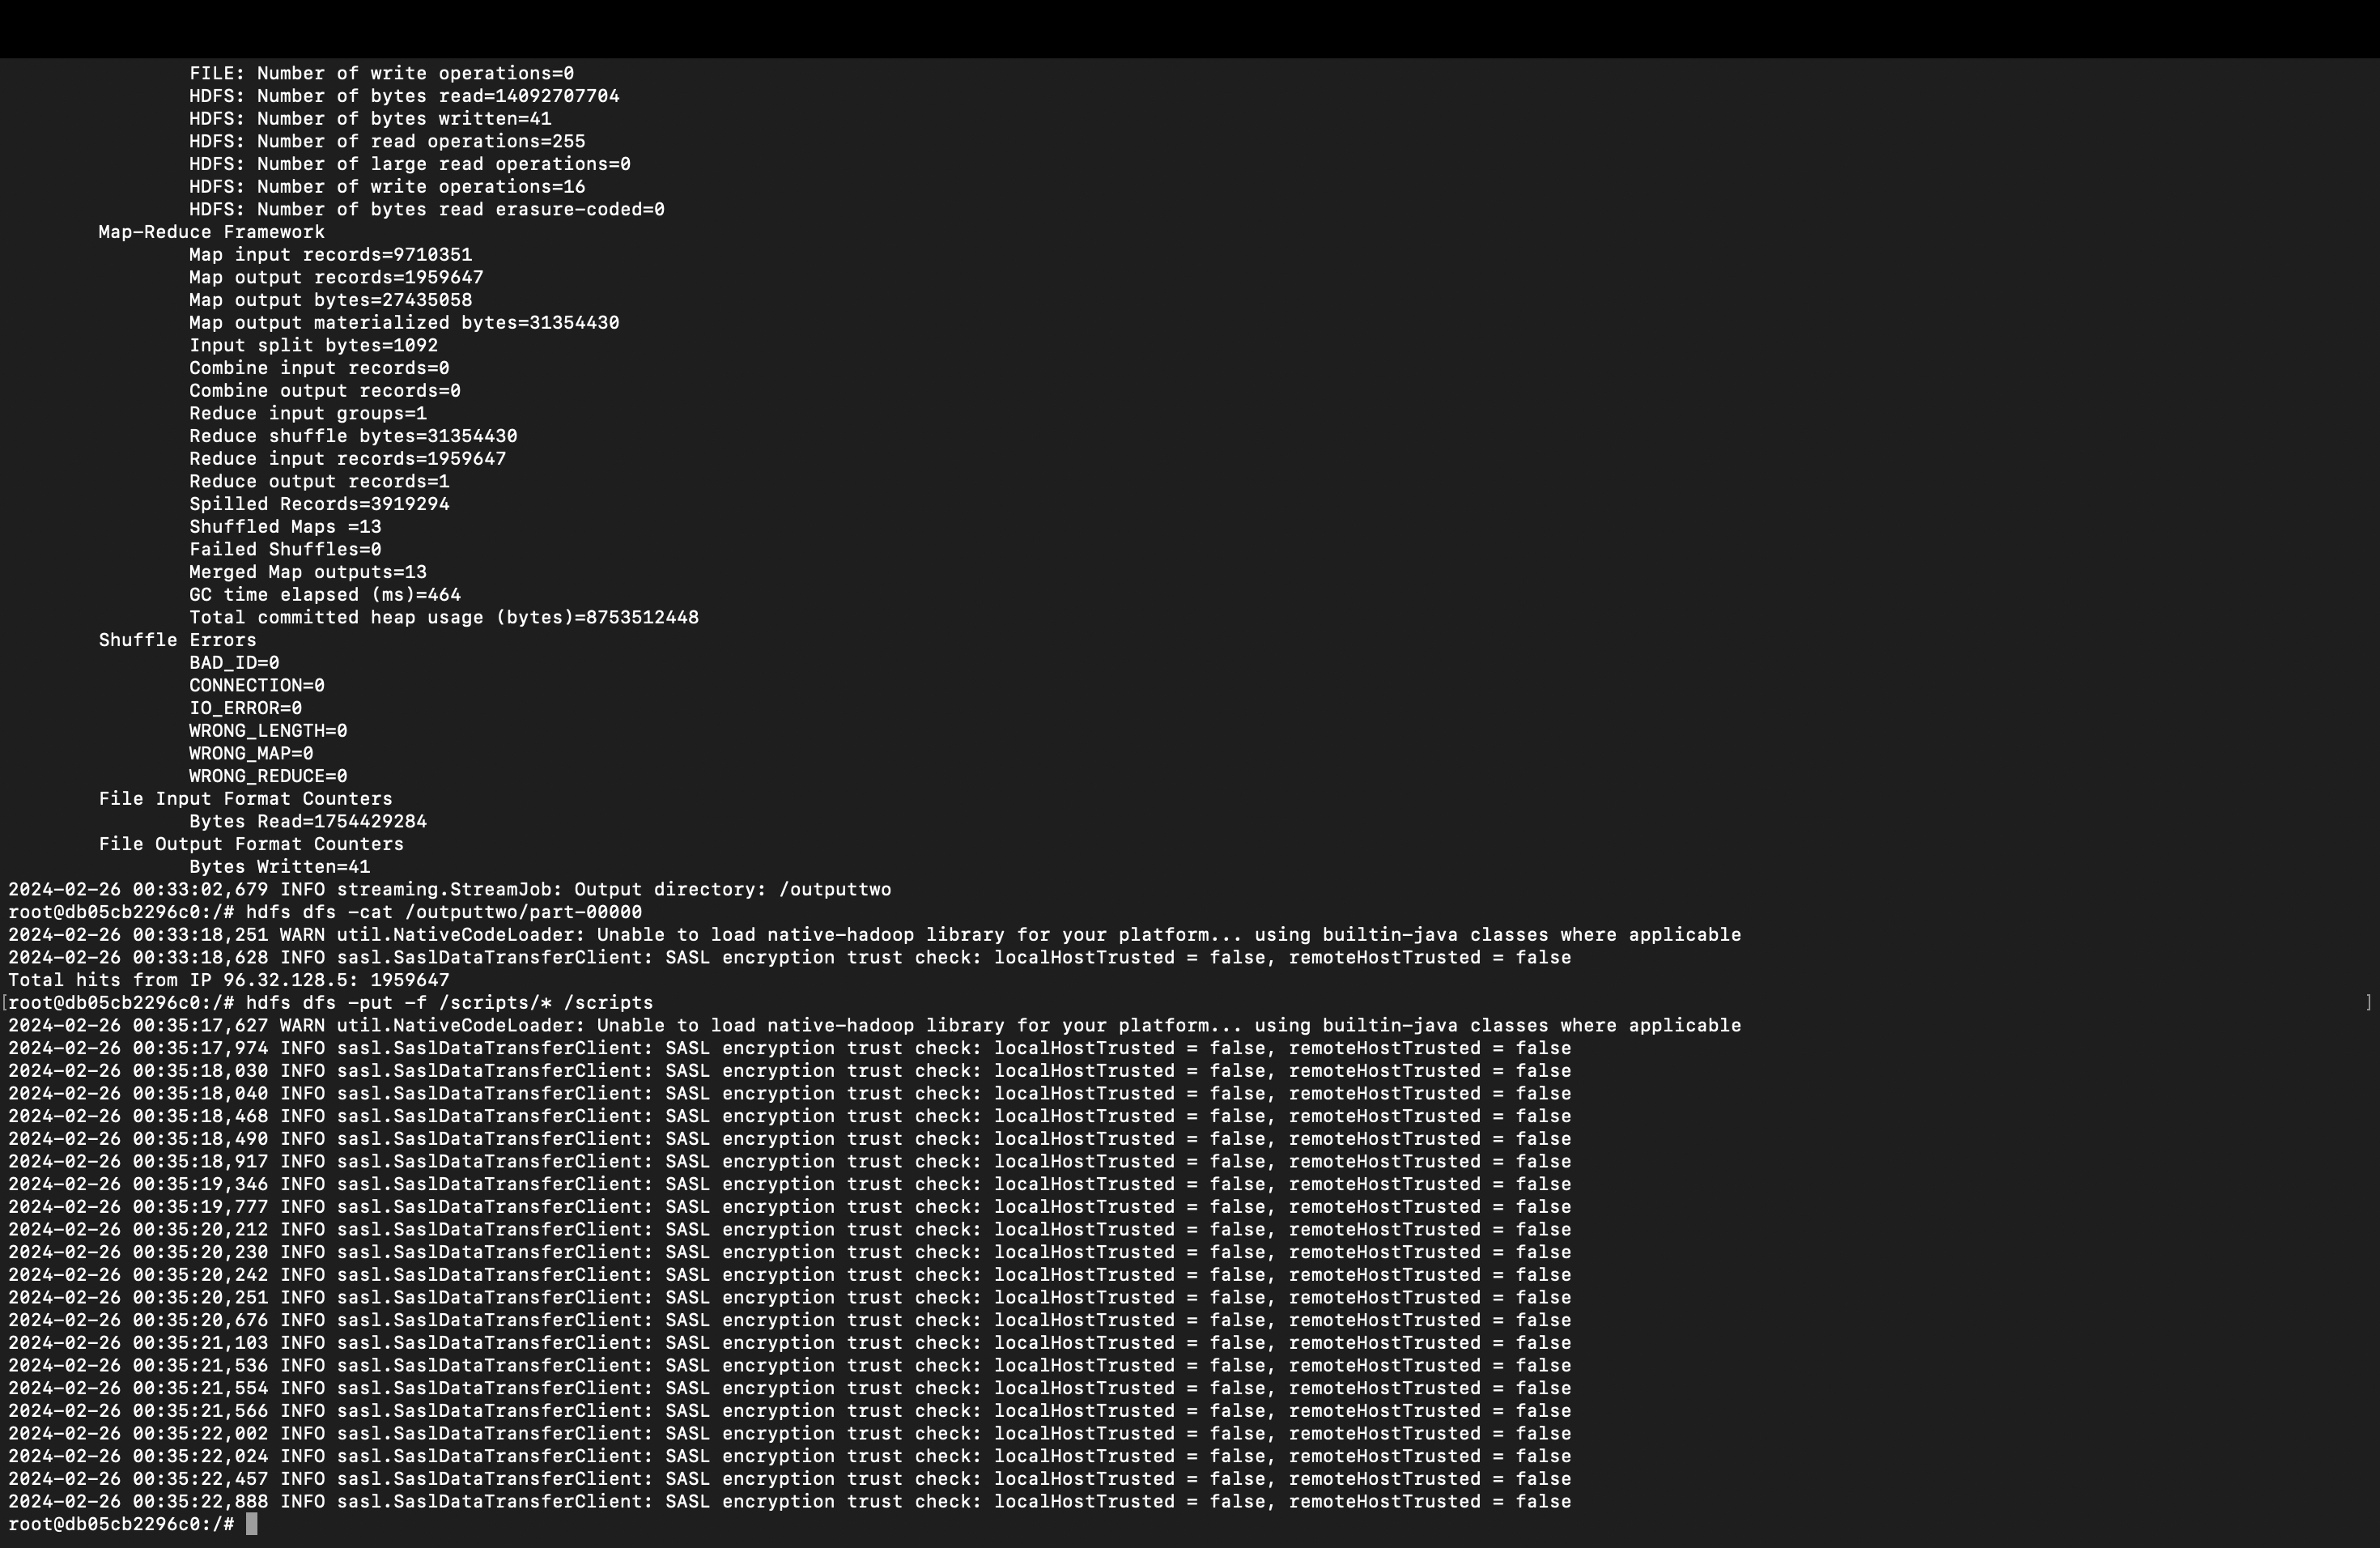 FILE: Number of write operations=0
HDFS: Number of bytes read=14092707704
HDFS: Number of bytes written=41
HDFS: Number of read operations=255
HDFS: Number of large read operations=0
HDFS: Number of write operations=16
HDFS: Number of bytes read erasure-coded=0
Map-Reduce Framework
Map input records=9710351
Map output records=1959647
Map output bytes=27435058
Map output materialized bytes=31354430
Input split bytes=1092
Combine input records=0
Combine output records=0
Reduce input groups=1
Reduce shuffle bytes=31354430
Reduce input records=1959647
Reduce output records=1
Spilled Records=3919294
Shuffled Maps =13
Failed Shuffles=0
Merged Map outputs=13
GC time elapsed (ms)=464
Total committed heap usage (bytes)=8753512448
Shuffle Errors
BAD_ID=0
CONNECTION=0
IO_ERROR=0
WRONG_LENGTH=0
WRONG_MAP=0
WRONG_REDUCE=0
File Input Format Counters
Bytes Read=1754429284
File Output Format Counters
Bytes Written=41
2024-02-26 00:33:02,679 INFO streaming.StreamJob: Output directory: /outputtwo
root@db05cb2296c0:/# hdfs dfs -cat /outputtwo/part-00000
2024-02-26 00:33:18,251 WARN util.NativeCodeLoader: Unable to load native-hadoop library for your platform... using builtin-java classes where applicable
2024-02-26 00:33:18,628 INFO sasl.SaslDataTransferClient: SASL encryption trust check: localHostTrusted = false, remoteHostTrusted = false
Total hits from IP 96.32.128.5: 1959647
[root@db05cb2296c0:/# hdfs dfs -put -f /scripts/* /scripts ]
2024-02-26 00:35:17,627 WARN util.NativeCodeLoader: Unable to load native-hadoop library for your platform... using builtin-java classes where applicable
2024-02-26 00:35:17,974 INFO sasl.SaslDataTransferClient: SASL encryption trust check: localHostTrusted = false, remoteHostTrusted = false
2024-02-26 00:35:18,030 INFO sasl.SaslDataTransferClient: SASL encryption trust check: localHostTrusted = false, remoteHostTrusted = false
2024-02-26 00:35:18,040 INFO sasl.SaslDataTransferClient: SASL encryption trust check: localHostTrusted = false, remoteHostTrusted = false
2024-02-26 00:35:18,468 INFO sasl.SaslDataTransferClient: SASL encryption trust check: localHostTrusted = false, remoteHostTrusted = false
2024-02-26 00:35:18,490 INFO sasl.SaslDataTransferClient: SASL encryption trust check: localHostTrusted = false, remoteHostTrusted = false
2024-02-26 00:35:18,917 INFO sasl.SaslDataTransferClient: SASL encryption trust check: localHostTrusted = false, remoteHostTrusted = false
2024-02-26 00:35:19,346 INFO sasl.SaslDataTransferClient: SASL encryption trust check: localHostTrusted = false, remoteHostTrusted = false
2024-02-26 00:35:19,777 INFO sasl.SaslDataTransferClient: SASL encryption trust check: localHostTrusted = false, remoteHostTrusted = false
2024-02-26 00:35:20,212 INFO sasl.SaslDataTransferClient: SASL encryption trust check: localHostTrusted = false, remoteHostTrusted = false
2024-02-26 00:35:20,230 INFO sasl.SaslDataTransferClient: SASL encryption trust check: localHostTrusted = false, remoteHostTrusted = false
2024-02-26 00:35:20,242 INFO sasl.SaslDataTransferClient: SASL encryption trust check: localHostTrusted = false, remoteHostTrusted = false
2024-02-26 00:35:20,251 INFO sasl.SaslDataTransferClient: SASL encryption trust check: localHostTrusted = false, remoteHostTrusted = false
2024-02-26 00:35:20,676 INFO sasl.SaslDataTransferClient: SASL encryption trust check: localHostTrusted = false, remoteHostTrusted = false
2024-02-26 00:35:21,103 INFO sasl.SaslDataTransferClient: SASL encryption trust check: localHostTrusted = false, remoteHostTrusted = false
2024-02-26 00:35:21,536 INFO sasl.SaslDataTransferClient: SASL encryption trust check: localHostTrusted = false, remoteHostTrusted = false
2024-02-26 00:35:21,554 INFO sasl.SaslDataTransferClient: SASL encryption trust check: localHostTrusted = false, remoteHostTrusted = false
2024-02-26 00:35:21,566 INFO sasl.SaslDataTransferClient: SASL encryption trust check: localHostTrusted = false, remoteHostTrusted = false
2024-02-26 00:35:22,002 INFO sasl.SaslDataTransferClient: SASL encryption trust check: localHostTrusted = false, remoteHostTrusted = false
2024-02-26 00:35:22,024 INFO sasl.SaslDataTransferClient: SASL encryption trust check: localHostTrusted = false, remoteHostTrusted = false
2024-02-26 00:35:22,457 INFO sasl.SaslDataTransferClient: SASL encryption trust check: localHostTrusted = false, remoteHostTrusted = false
2024-02-26 00:35:22,888 INFO sasl.SaslDataTransferClient: SASL encryption trust check: localHostTrusted = false, remoteHostTrusted = false
root@db05cb2296c0:/#